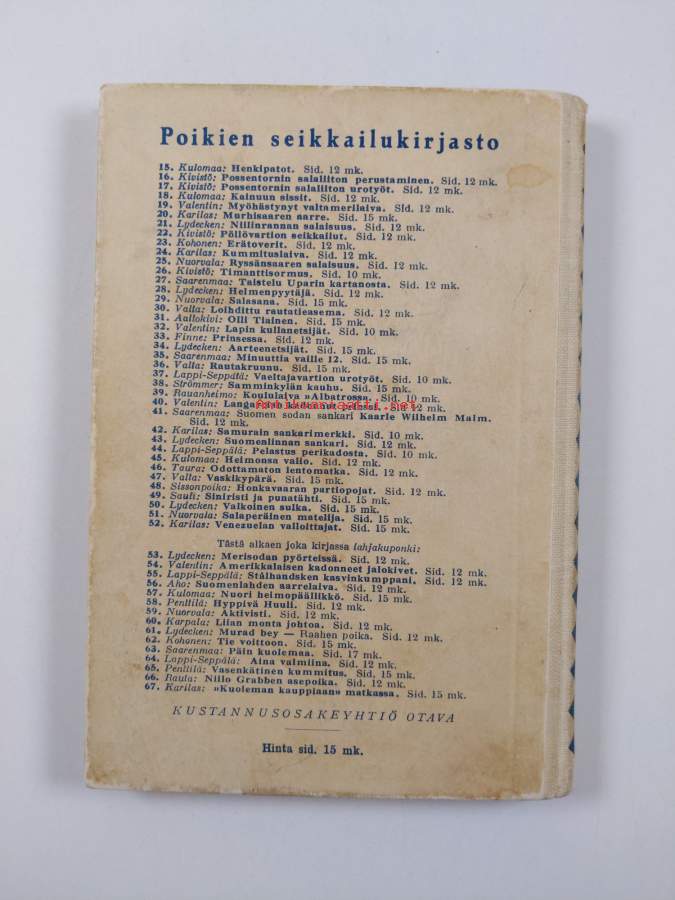 Poikien seikkailukirjasto
15. Kulomaa: Henkipatot. Sid. 12 mk.
16. Kivistö: Possentornin salaliiton perustaminen. Sid. 12 mk.
17. Kivistö: Possentornin salaliiton urotyöt. Sid. 12 mk.
18. Kulomaa: Kainuun sissit. Sid. 12 mk.
19. Valentin: Myöhästynyt valtamerilaiva. Sid. 12 mk.
20. Karilas: Murhisaaren aarre. Sid. 15 mk.
21. Lydecken: Niilinrannan salaisuus. Sid. 12 mk.
22. Kivistö: Pöllövartion seikkailut. Sid. 12 mk.
23. Kohonen: Erätoverit. Sid. 12 mk.
24. Karilas: Kummituslaiva. Sid. 12 mk.
25. Nuorvala: Ryssänsaaren salaisuus. Sid. 12 mk.
26. Kivistö: Timanttisormus. Sid. 10 mk.
27. Saarenmaa: Taistelu Uparin kartanosta. Sid. 12 mk.
28. Lydecken: Helmenpyytäjä. Sid. 12 mk.
29. Nuorvala: Salasana. Sid. 15 mk.
30. Valla: Loihdittu rautatieasema. Sid. 12 mk.
31. Aallokivi: Olli Tiainen. Sid. 15 mk.
32. Valentin: Lapin kullanetsijät. Sid. 10 mk.
33. Finne: Prinsessa. Sid. 12 mk.
34. Lydecken: Aarteenetsijät. Sid. 15 mk.
35. Saarenmaa: Minuuttia vaille 12. Sid. 15 mk.
36. Valla: Rautakruunu. Sid. 15 mk.
37. Lappi-Seppälä: Vaeltajavartion urotyöt. Sid. 10 mk.
38. Strömmer: Samminkylän kauhu. Sid. 15 mk.
39. Rauanheimo: Koululaiva »Albatrossa». Sid. 10 mk.
40. Valentin: Sid. 12 mk.
antikvaariaatti.net
41. Saarenmaa: Suomen sodan sankari Kaarle Wilhelm Malm.
Sid. 12 mk.
42. Karilas: Samurain sankarimerkki. Sid. 10 mk.
43. Lydecken: Suomenlinnan sankari. Sid. 12 mk.
44. Lappi-Seppälä: Pelastus perikadosta. Sid. 10 mk.
45. Kulomaa: Heimonsa valio. Sid. 12 mk.
46. Taura: Odottamaton lentomatka. Sid. 12 mk.
47. Valla: Vaskikypärä. Sid. 15 mk.
48. Sissonpoika: Honkavaaran partiopojat. Sid. 12 mk.
49. Sauli: Siniristi ja punatähti. Sid. 15 mk.
50. Lydecken: Valkoinen sulka. Sid. 15 mk.
51. Nuorvala: Salaperäinen matelija. Sid. 15 mk.
52. Karilas: Venezuelan valloittajat. Sid. 15 mk.
Tästä alkaen joka kirjassa lahjakuponki:
53. Lydecken: Merisodan pyörteissä. Sid. 12 mk.
54. Valentin: Amerikkalaisen kadonneet jalokivet. Sid. 12 mk.
55. Lappi-Seppälä: Stålhandsken kasvinkumppani. Sid. 12 mk.
56. Aho: Suomenlahden aarrelaiva. Sid. 12 mk.
57. Kulomaa: Nuori heimopäällikkö. Sid. 15 mk.
58. Penttilä: Hyppivä Huuli. Sid. 12 mk.
59. Nuorvala: Aktivisti. Sid. 12 mk.
60. Karpala: Liian monta johtoa. Sid. 12 mk.
61. Lydecken: Murad bey — Raahen poika. Sid. 12 mk.
62. Kohonen: Tie voittoon. Sid. 15 mk.
63. Saarenmaa: Päin kuolemaa. Sid. 17 mk.
64. Lappi-Seppälä: Aina valmiina. Sid. 12 mk.
65. Penttilä: Vasenkätinen kummitus. Sid. 15 mk.
66. Raula: Niilo Grabben asepoika. Sid. 12 mk.
67. Karilas: »Kuoleman kauppiaan» matkassa. Sid. 15 mk.
KUSTANNUSOSAKEYHTIÖ OTAVA
Hinta sid. 15 mk.